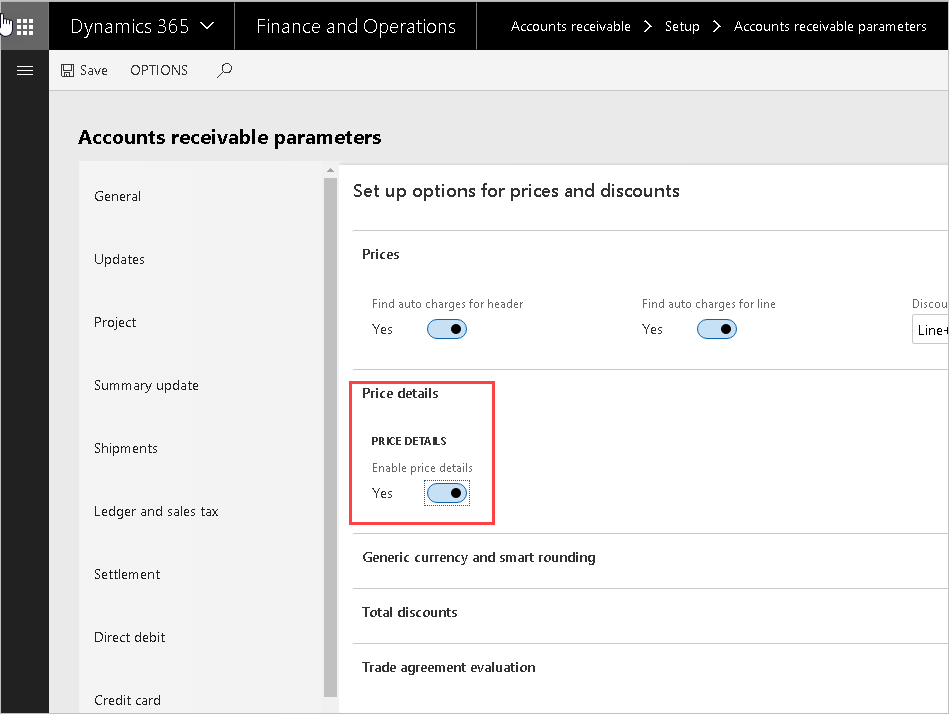 Dynamics 365 Finance and Operations Accounts receivable Setup Accounts receivable parameters
Save OPTIONS
Accounts receivable parameters
General
Updates
Project
Summary update
Shipments
Ledger and sales tax
Settlement
Direct debit
Credit card
Set up options for prices and discounts
Prices
Find auto charges for header Find auto charges for line Discou
Yes Yes Line+
Price details
PRICE DETAILS
Enable price details
Yes
Generic currency and smart rounding
Total discounts
Trade agreement evaluation